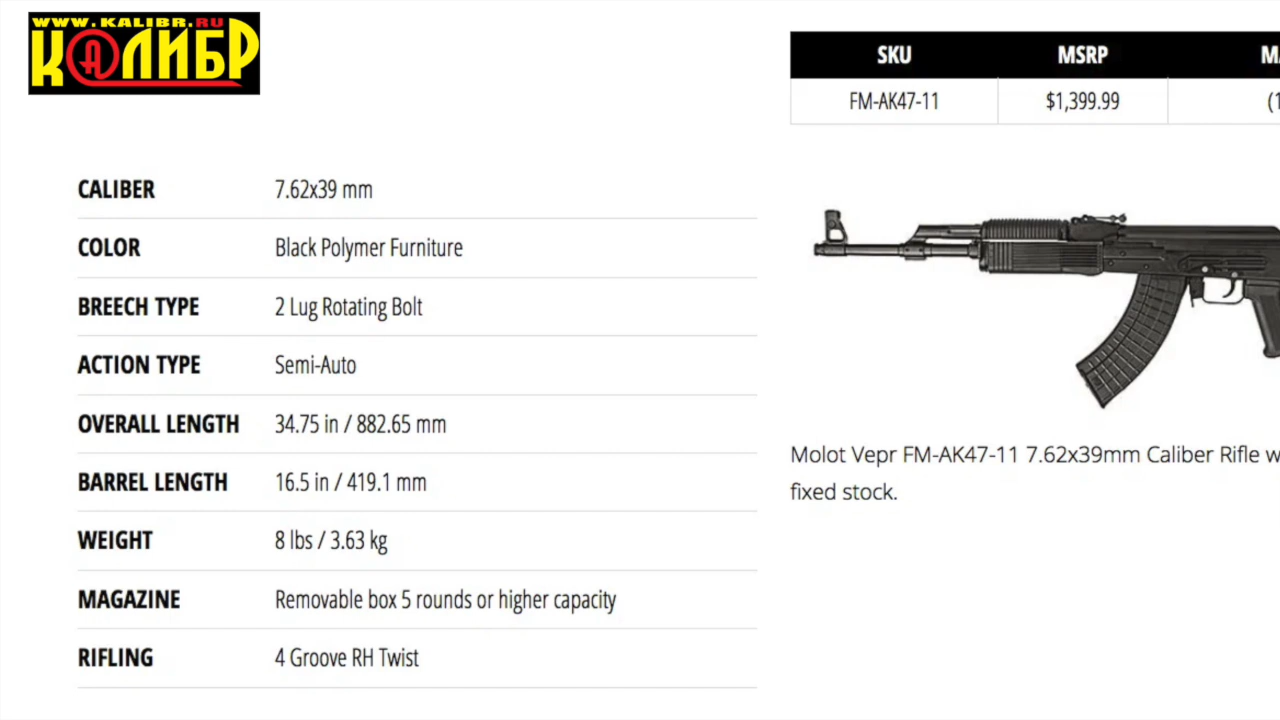 WWW.KALIBR.RU
КАЛИБР
SKU MSRP
FM-AK47-11 $1,399.99
CALIBER 7.62x39 mm
COLOR Black Polymer Furniture
BREECH TYPE 2 Lug Rotating Bolt
ACTION TYPE Semi-Auto
OVERALL LENGTH 34.75 in / 882.65 mm
BARREL LENGTH 16.5 in / 419.1 mm
WEIGHT 8 lbs / 3.63 kg
MAGAZINE Removable box 5 rounds or higher capacity
RIFLING 4 Groove RH Twist
Molot Vepr FM-AK47-11 7.62x39mm Caliber Rifle
fixed stock.